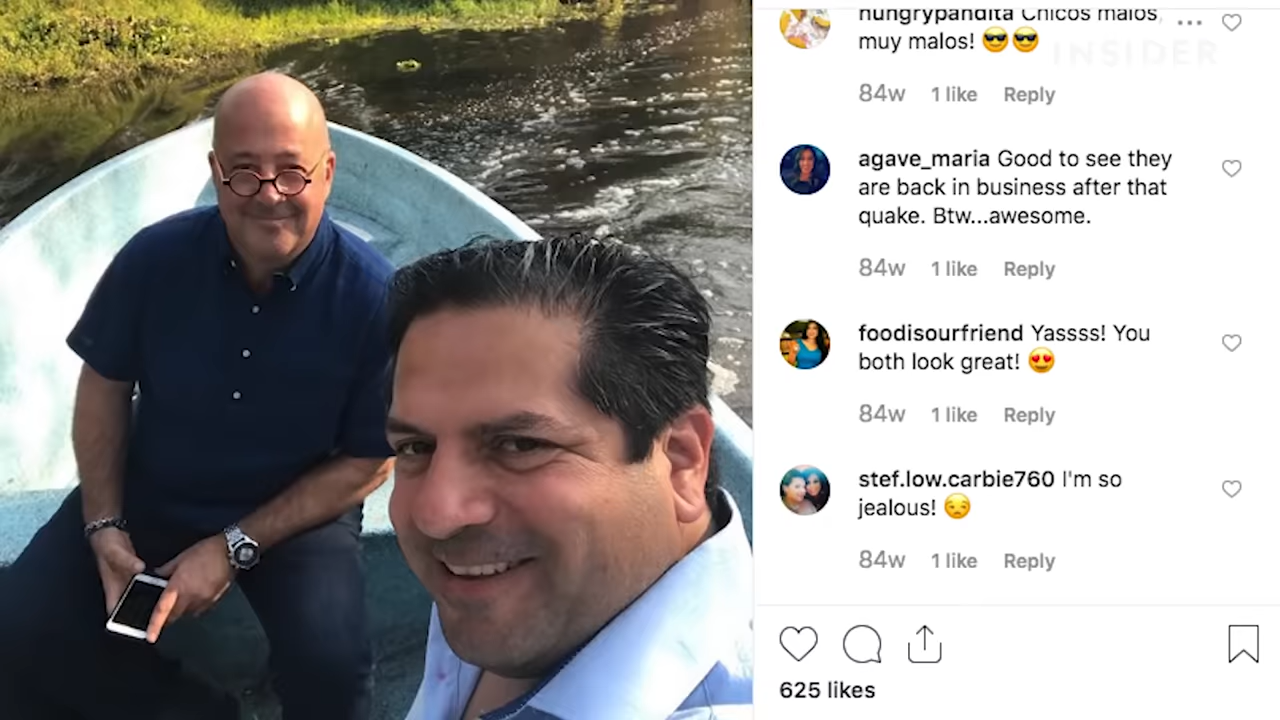 hungrypandita Chicos malos,
muy malos! 😎😎
INSIDER
84w 1 like Reply
agave_maria Good to see they
are back in business after that
quake. Btw...awesome.
84w 1 like Reply
foodisourfriend Yassss! You
both look great! 😍
84w 1 like Reply
stef.low.carbie760 I'm so
jealous! 😒
84w 1 like Reply
625 likes